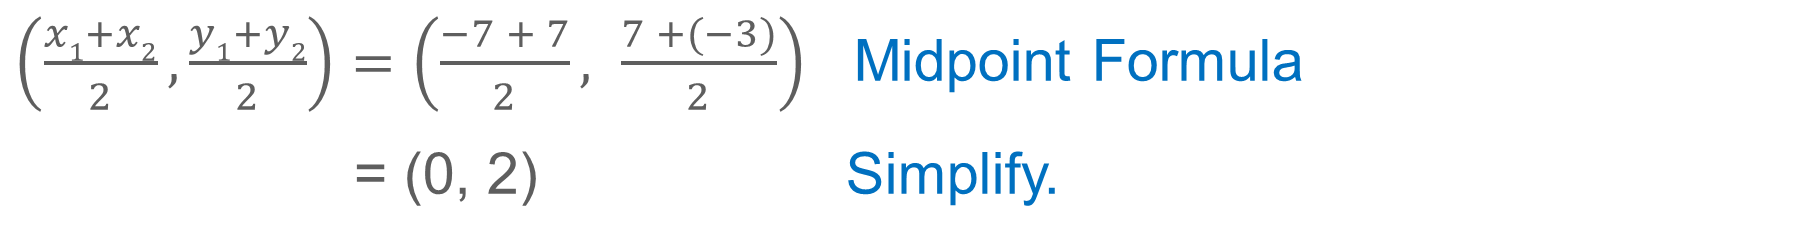 (x₁+x₂/2, y₁+y₂/2) = (−7 + 7/2, 7 +(−3)/2) Midpoint Formula
= (0, 2) Simplify.